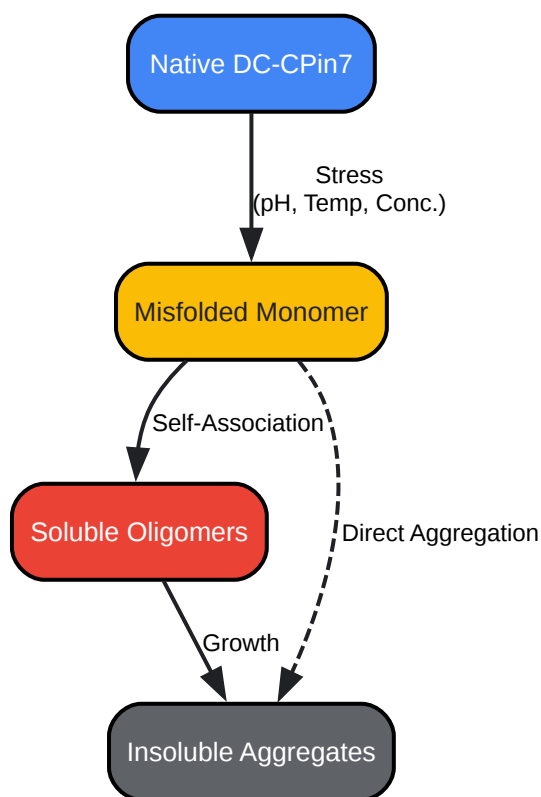 Native DC-CPin7
Stress
(pH, Temp, Conc.)
Misfolded Monomer
Self-Association
Soluble Oligomers
Direct Aggregation
Growth
Insoluble Aggregates